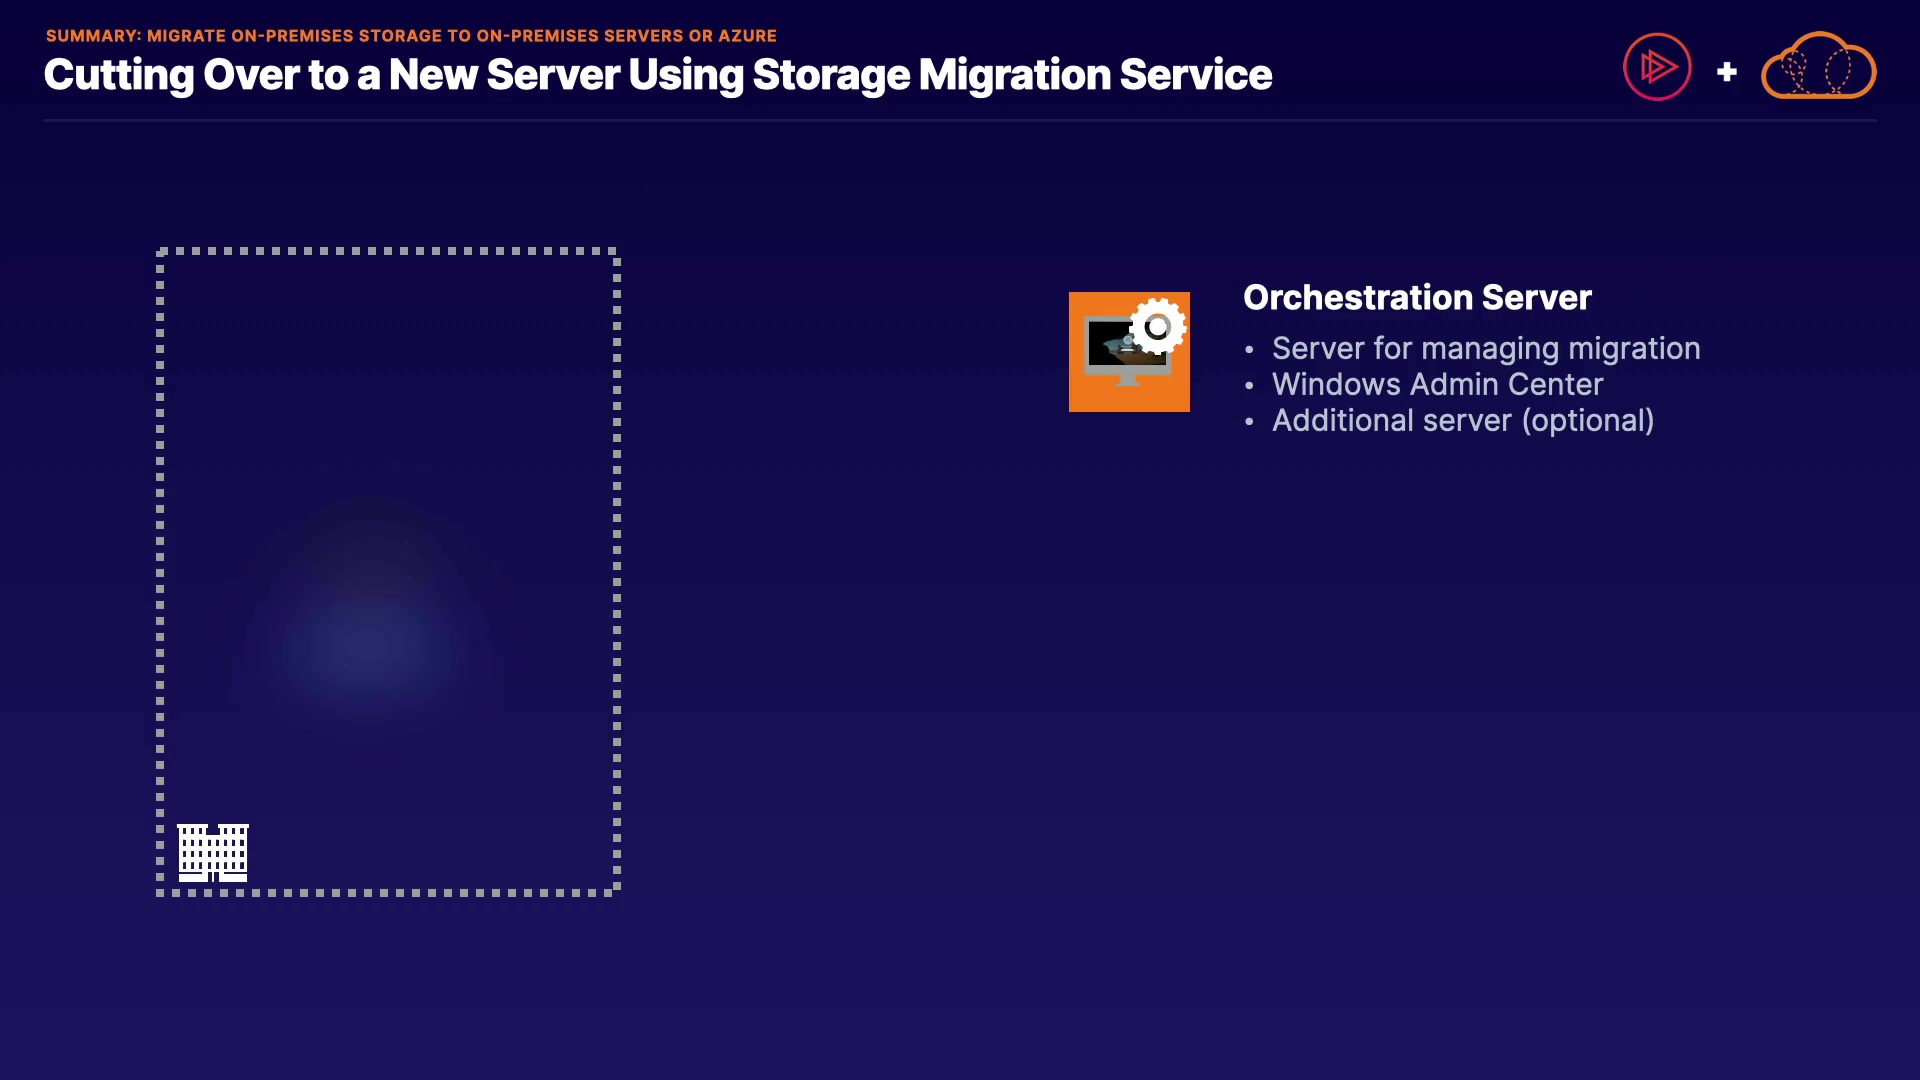 SUMMARY: MIGRATE ON-PREMISES STORAGE TO ON-PREMISES SERVERS OR AZURE
Cutting Over to a New Server Using Storage Migration Service
Orchestration Server
• Server for managing migration
• Windows Admin Center
• Additional server (optional)